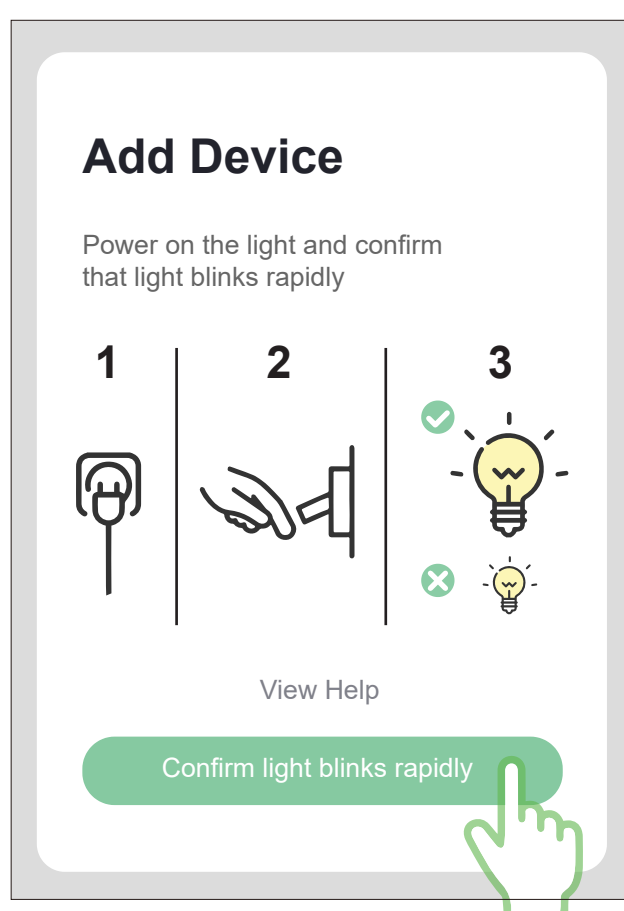 Add Device
Power on the light and confirm
that light blinks rapidly
1 2 3
View Help
Confirm light blinks rapidly